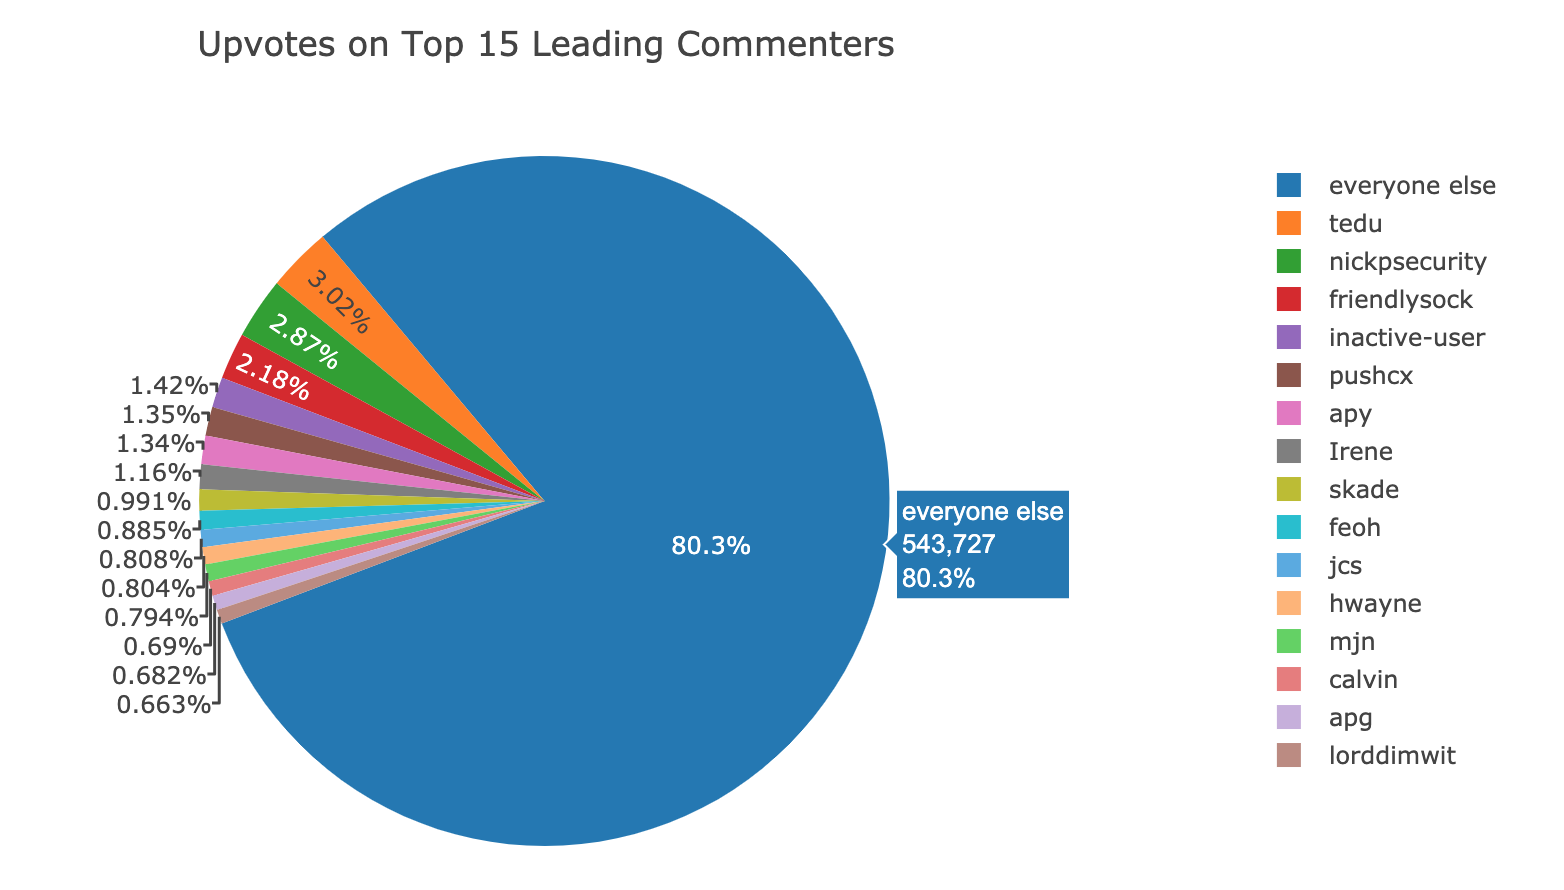 Upvotes on Top 15 Leading Commenters
everyone else
tedu
nickpsecurity
friendlysock
inactive-user
pushcx
apy
Irene
skade
feoh
jcs
hwayne
mjn
calvin
apg
lorddimwit
3.02%
2.87%
2.18%
1.42%
1.35%
1.34%
1.16%
0.991%
0.885%
0.808%
0.804%
0.794%
0.69%
0.682%
0.663%
80.3%
everyone else
543,727
80.3%